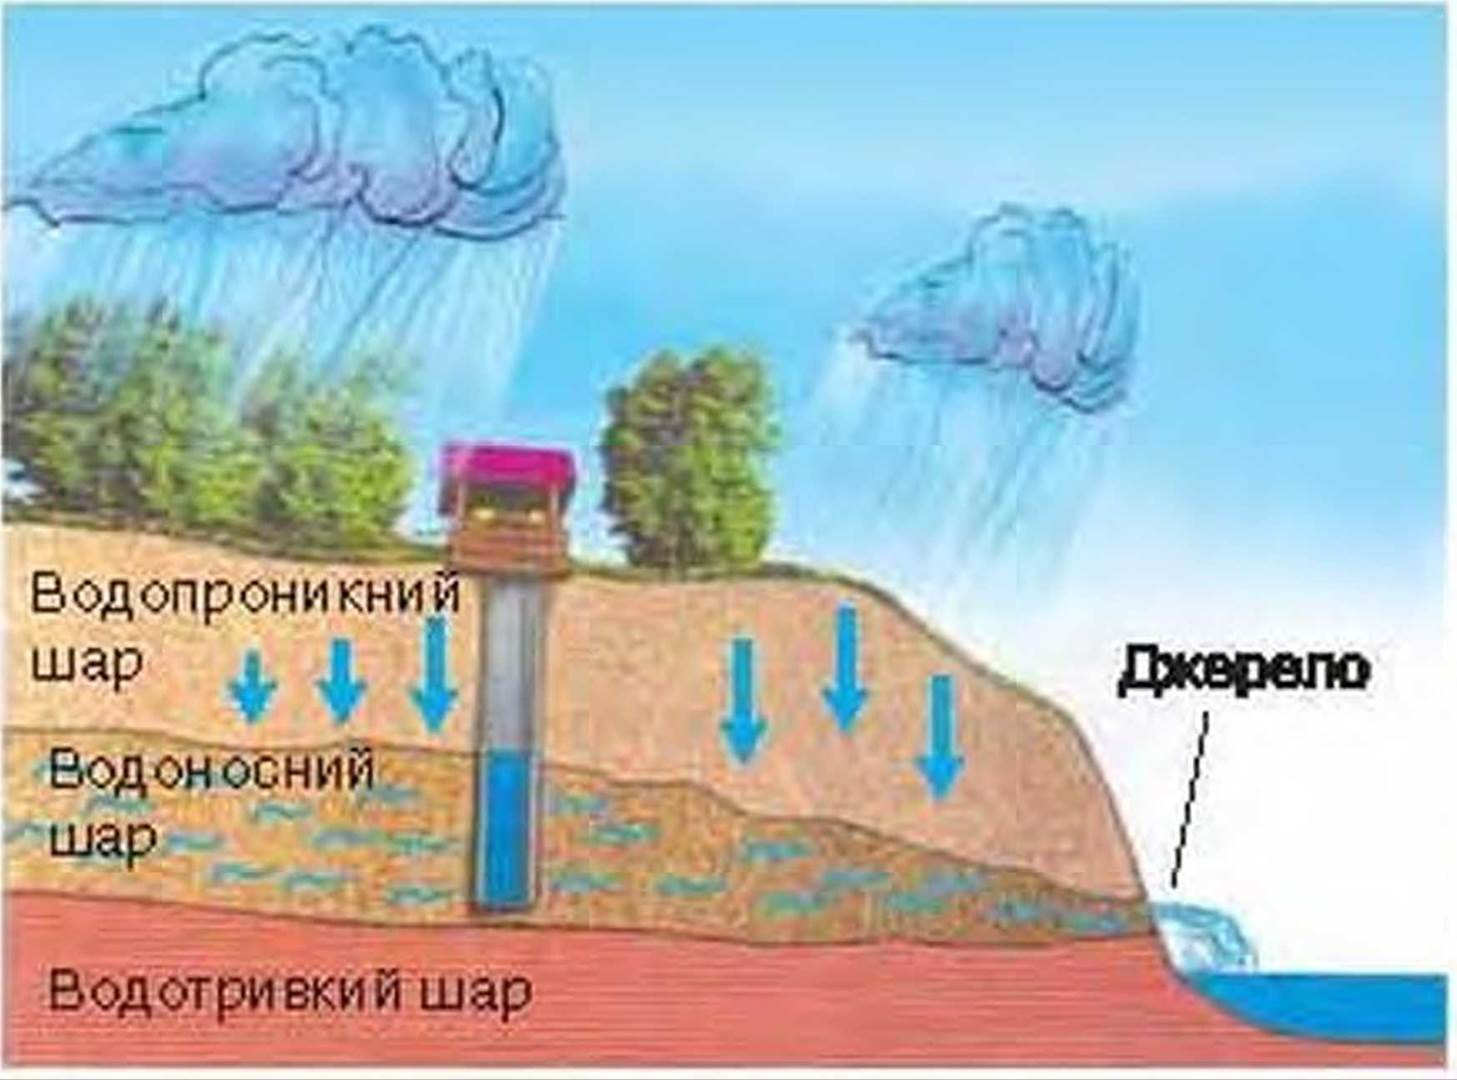 Водопроникний
шар
Джерело
Водоносний
шар
Водотривкий шар